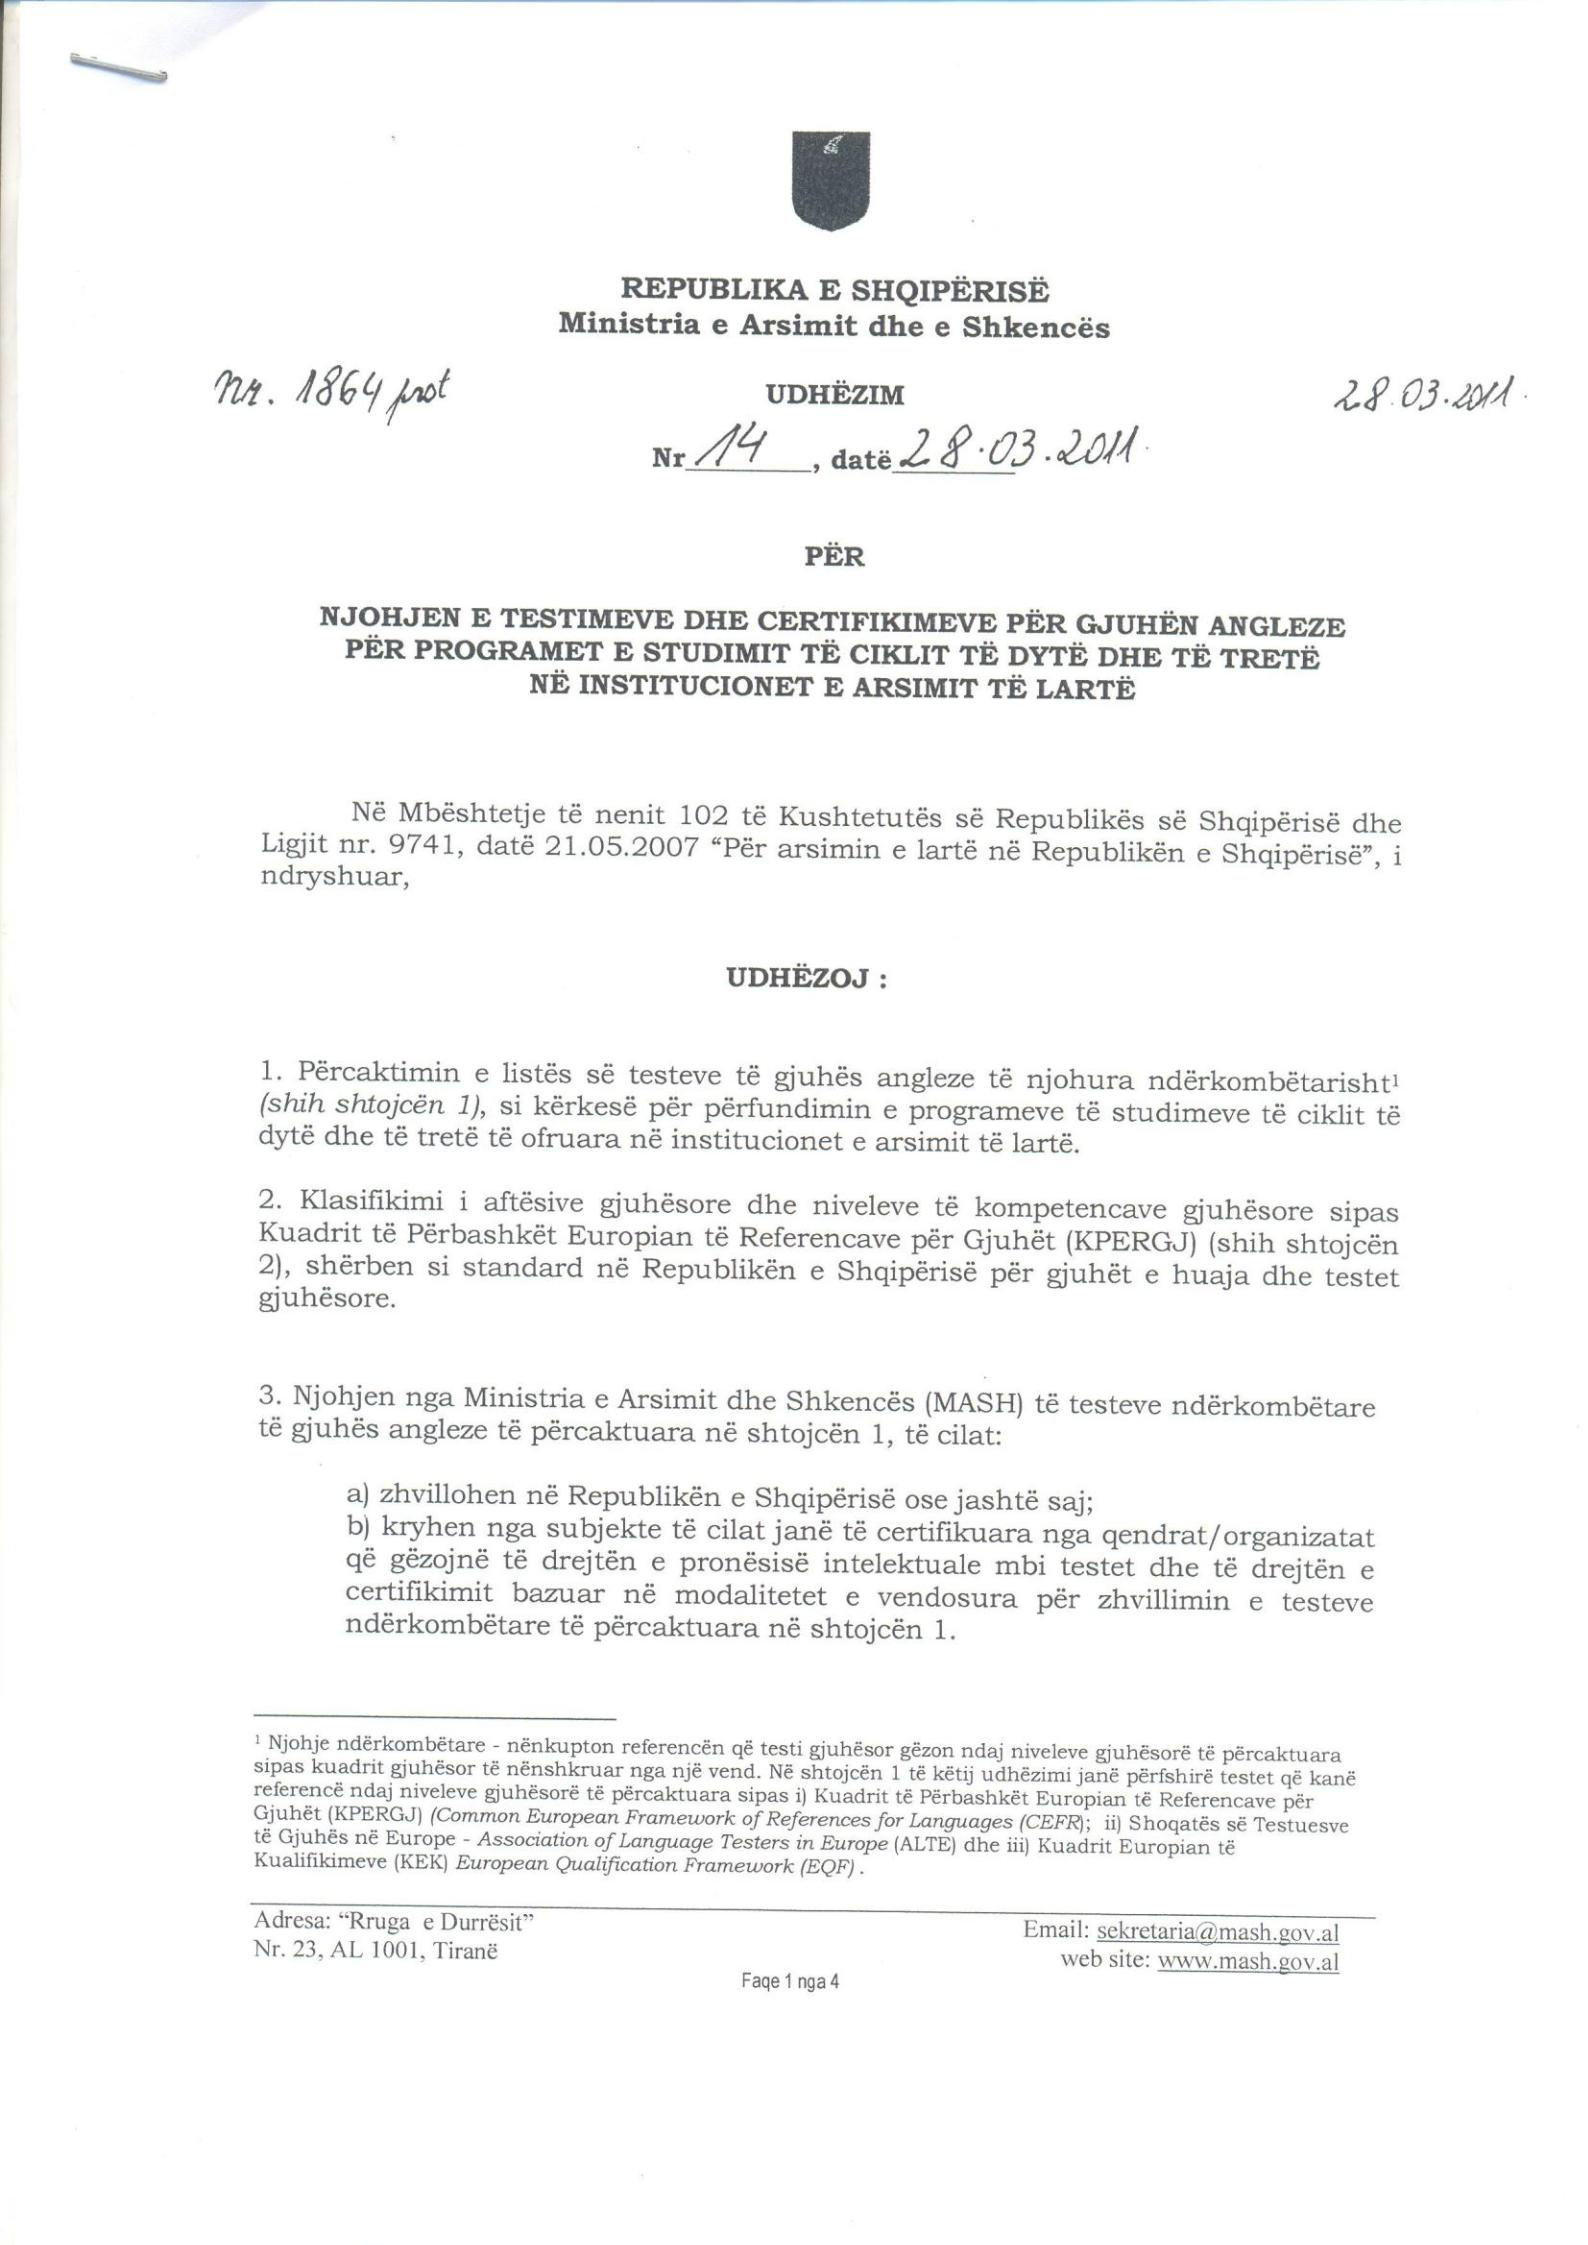 REPUBLIKA E SHQIPËRISË
Ministria e Arsimit dhe e Shkencës
Nr. 1864 prot
UDHËZIM
28.03.2011.
Nr 14 , datë 28.03.2011.
PËR
NJOHJEN E TESTIMEVE DHE CERTIFIKIMEVE PËR GJUHËN ANGLEZE
PËR PROGRAMET E STUDIMIT TË CIKLIT TË DYTË DHE TË TRETË
NË INSTITUCIONET E ARSIMIT TË LARTË
Në Mbështetje të nenit 102 të Kushtetutës së Republikës së Shqipërisë dhe
Ligjit nr. 9741, datë 21.05.2007 “Për arsimin e lartë në Republikën e Shqipërisë”, i
ndryshuar,
UDHËZOJ :
1. Përcaktimin e listës së testeve të gjuhës angleze të njohura ndërkombëtarisht¹
(shih shtojcën 1), si kërkesë për përfundimin e programeve të studimeve të ciklit të
dytë dhe të tretë të ofruara në institucionet e arsimit të lartë.
2. Klasifikimi i aftësive gjuhësore dhe niveleve të kompetencave gjuhësore sipas
Kuadrit të Përbashkët Europian të Referencave për Gjuhët (KPERGJ) (shih shtojcën
2), shërben si standard në Republikën e Shqipërisë për gjuhët e huaja dhe testet
gjuhësore.
3. Njohjen nga Ministria e Arsimit dhe Shkencës (MASH) të testeve ndërkombëtare
të gjuhës angleze të përcaktuara në shtojcën 1, të cilat:
a) zhvillohen në Republikën e Shqipërisë ose jashtë saj;
b) kryhen nga subjekte të cilat janë të certifikuara nga qendrat/organizatat
që gëzojnë të drejtën e pronësisë intelektuale mbi testet dhe të drejtën e
certifikimit bazuar në modalitetet e vendosura për zhvillimin e testeve
ndërkombëtare të përcaktuara në shtojcën 1.
¹ Njohje ndërkombëtare - nënkupton referencën që testi gjuhësor gëzon ndaj niveleve gjuhësorë të përcaktuara
sipas kuadrit gjuhësor të nënshkruar nga një vend. Në shtojcën 1 të këtij udhëzimi janë përfshirë testet që kanë
referencë ndaj niveleve gjuhësorë të përcaktuara sipas i) Kuadrit të Përbashkët Europian të Referencave për
Gjuhët (KPERGJ) (Common European Framework of References for Languages (CEFR); ii) Shoqatës së Testuesve
të Gjuhës në Europe - Association of Language Testers in Europe (ALTE) dhe iii) Kuadrit Europian të
Kualifikimeve (KEK) European Qualification Framework (EQF) .
Adresa: “Rruga e Durrësit”
Nr. 23, AL 1001, Tiranë
Email: sekretaria@mash.gov.al
web site: www.mash.gov.al
Faqe 1 nga 4